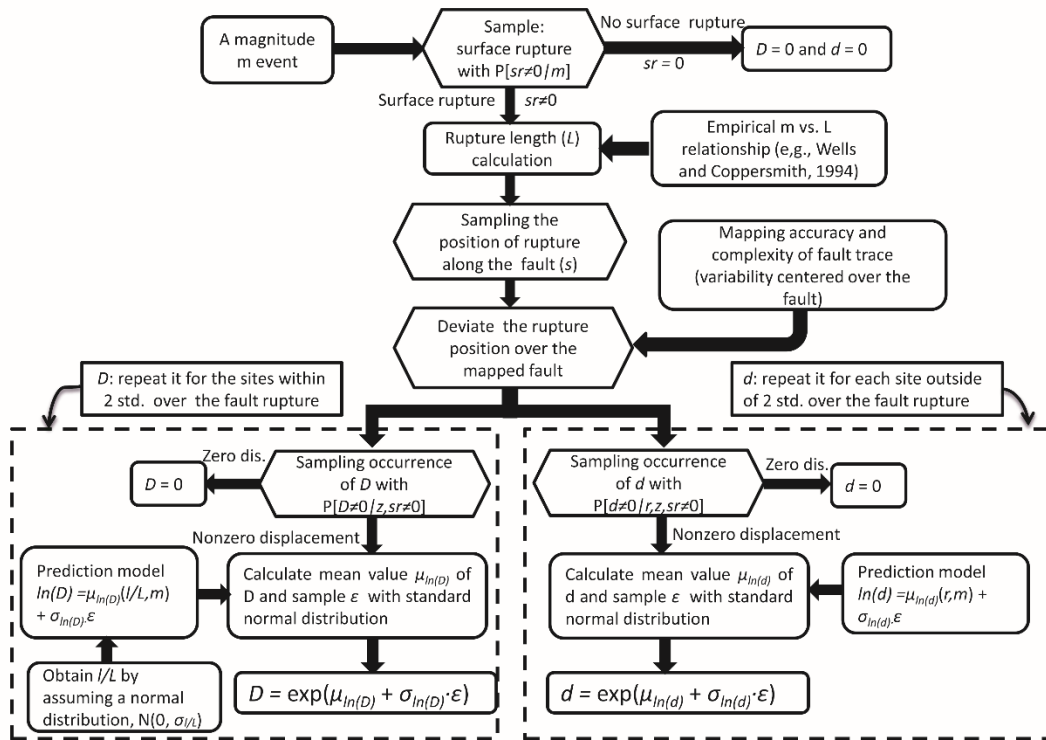 A magnitude
m event
Sample:
surface rupture
with P[sr≠0/m]
No surface rupture
sr = 0
D = 0 and d = 0
Surface rupture
sr≠0
Rupture length (L)
calculation
Empirical m vs. L
relationship (e,g., Wells
and Coppersmith, 1994)
Sampling the
position of rupture
along the fault (s)
Mapping accuracy and
complexity of fault trace
(variability centered over the
fault)
Deviate the rupture
position over the
mapped fault
D: repeat it for the sites within
2 std. over the fault rupture
d: repeat it for each site outside
of 2 std. over the fault rupture
Zero dis.
D = 0
Sampling occurrence
of D with
P[D≠0/z,sr≠0]
Nonzero displacement
Prediction model
ln(D) =μln(D)(l/L,m)
+ σln(D).ε
Calculate mean value μln(D) of
D and sample ε with standard
normal distribution
Obtain l/L by
assuming a normal
distribution, N(0, σl/L)
D = exp(μln(D) + σln(D)·ε)
Sampling occurrence
of d with
P[d≠0/r,z,sr≠0]
Zero dis.
d = 0
Nonzero displacement
Calculate mean value μln(d) of
d and sample ε with standard
normal distribution
Prediction model
ln(d) =μln(d)(r,m) +
σln(d).ε
d = exp(μln(d) + σln(d)·ε)